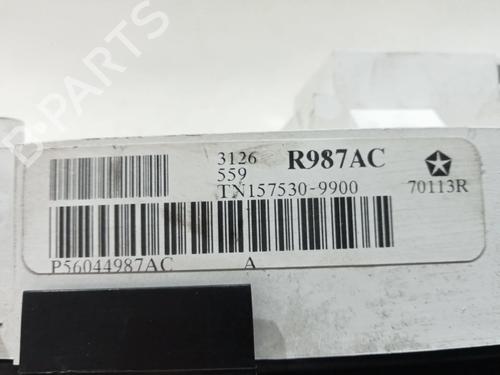 3126 R987AC
559
TN157530-9900 70113R
P56044987AC A
B-PARTS